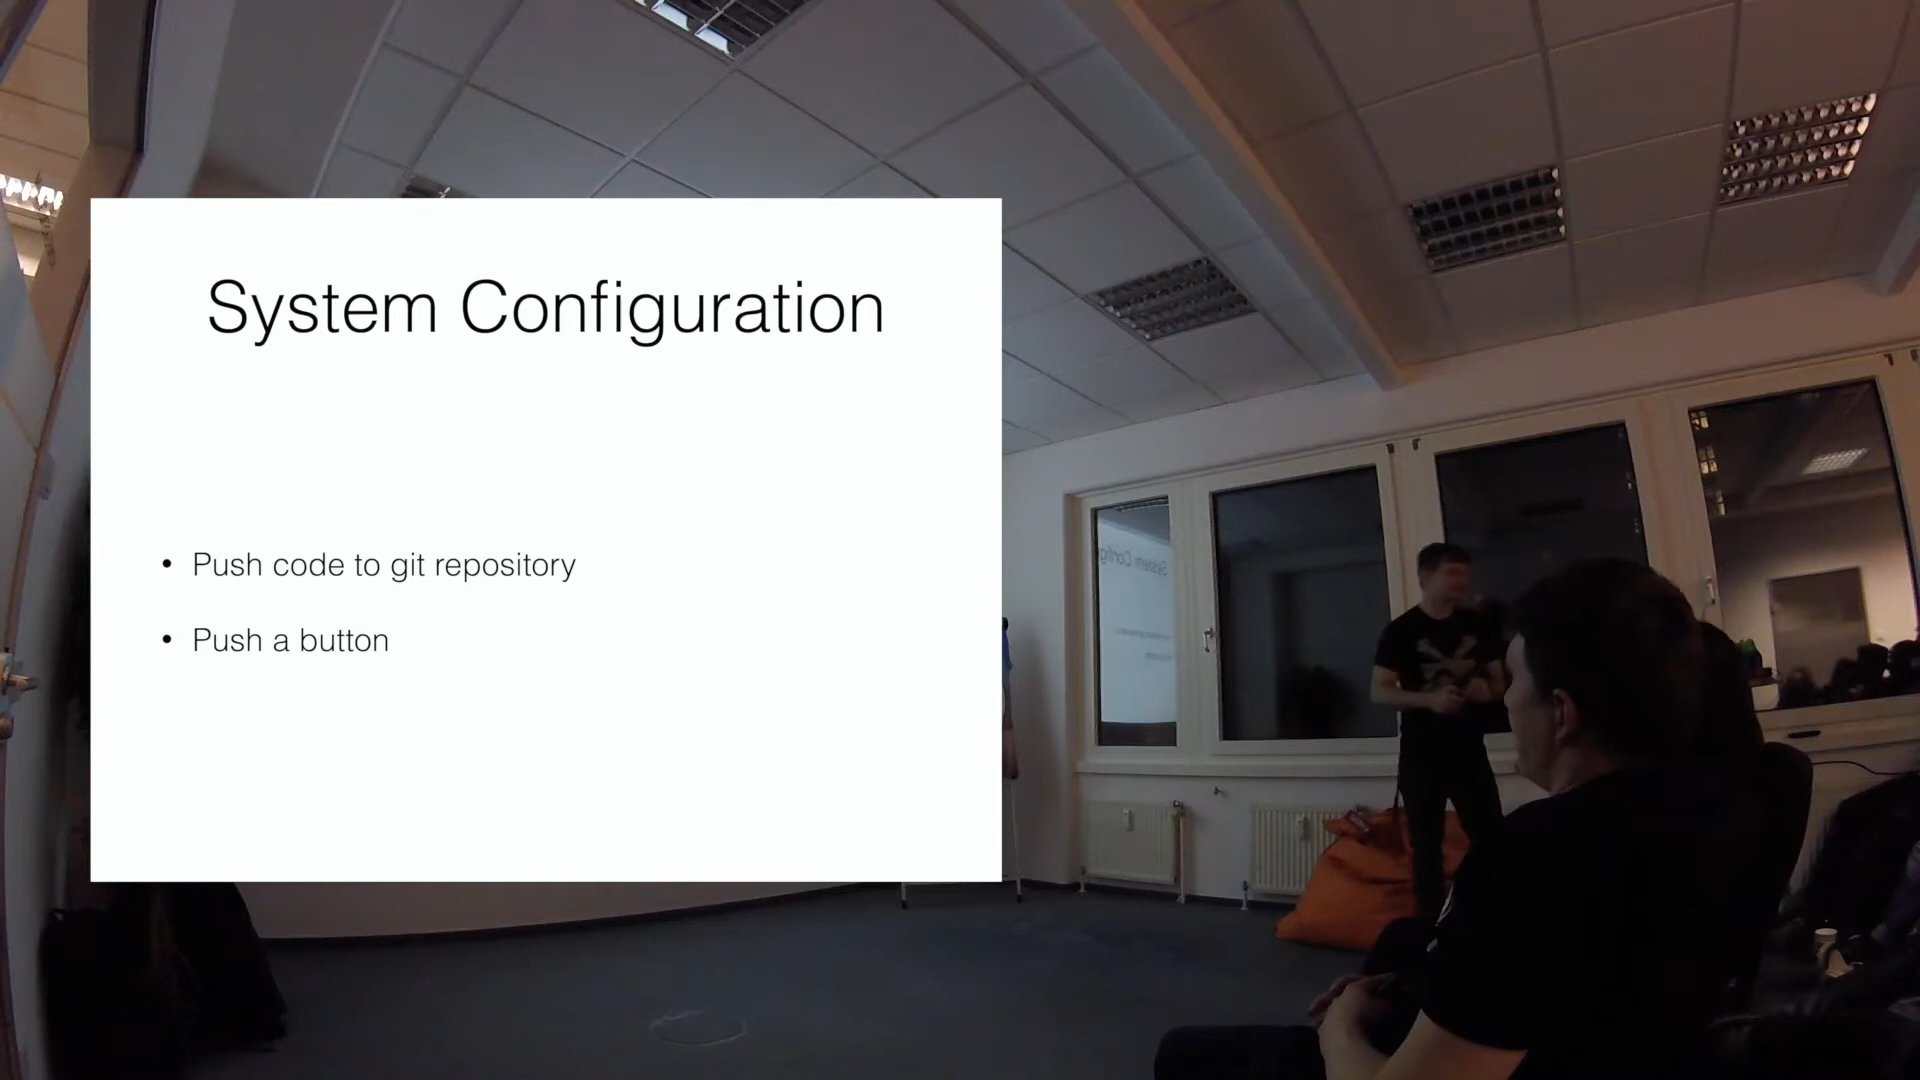 System Configuration
• Push code to git repository
• Push a button